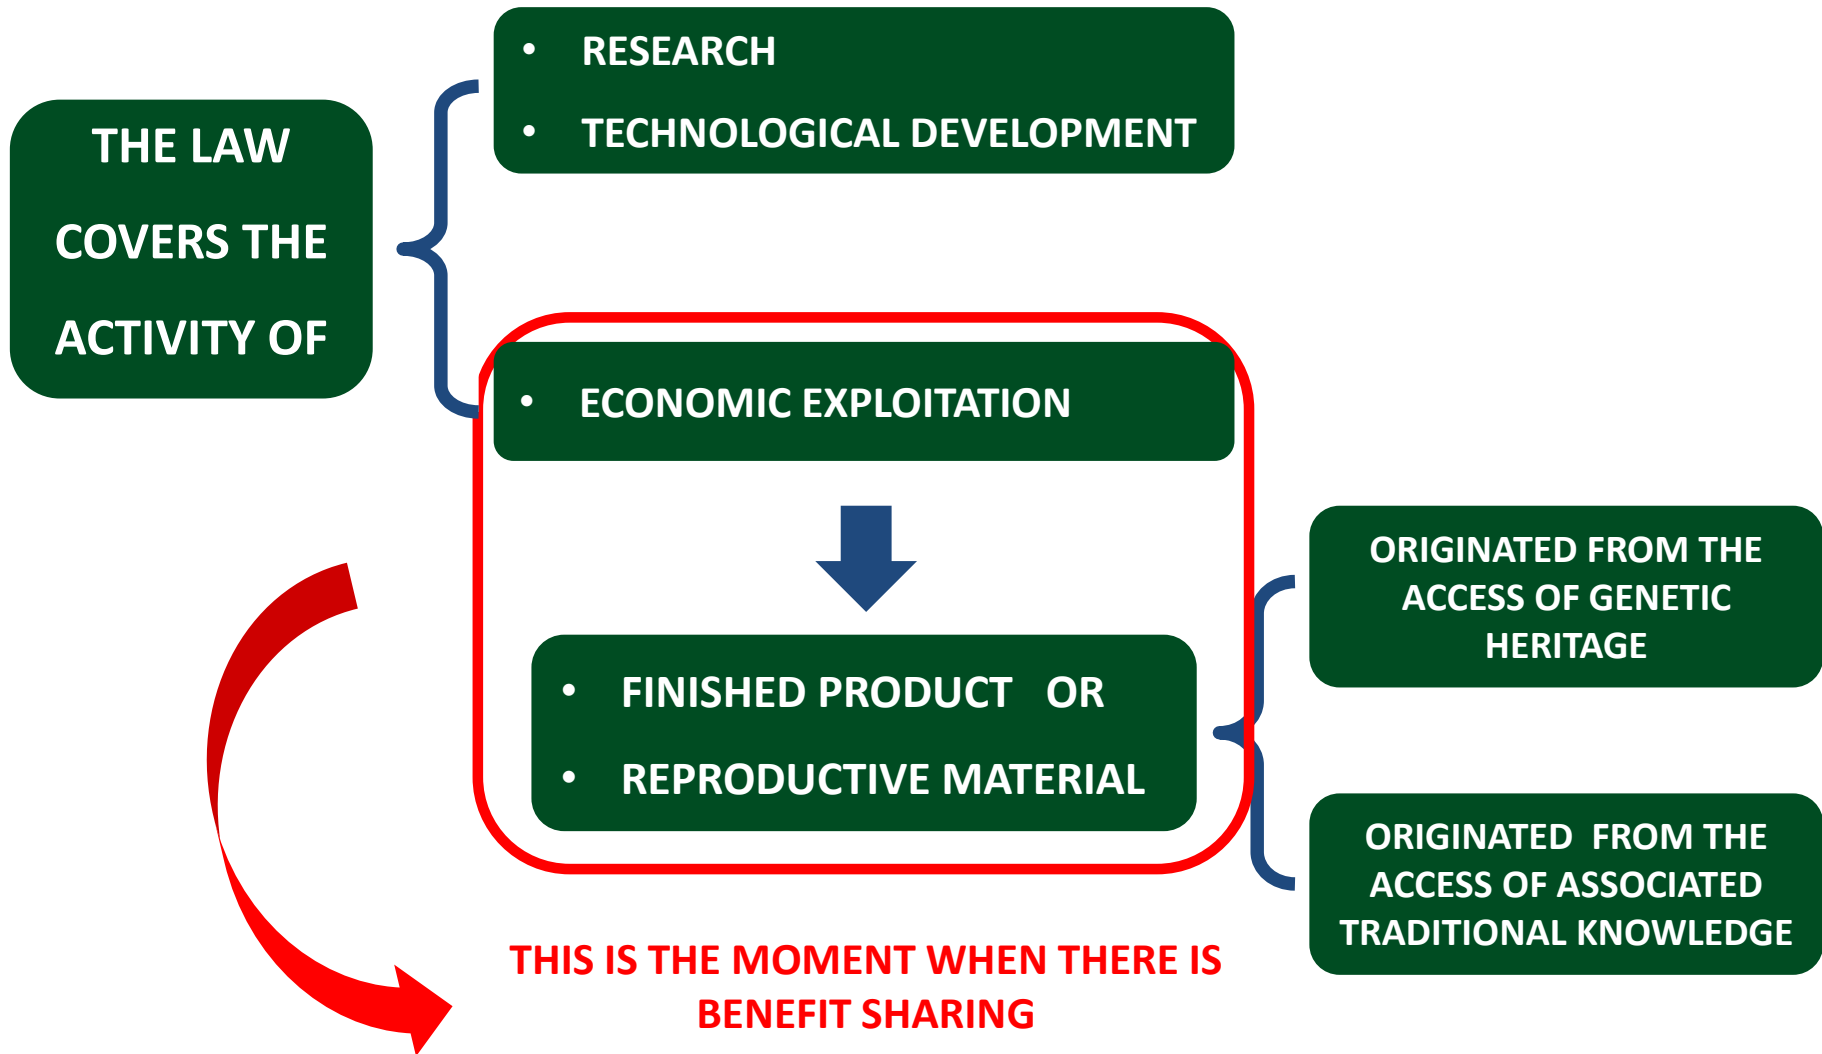 THE LAW
COVERS THE
ACTIVITY OF
• RESEARCH
• TECHNOLOGICAL DEVELOPMENT
• ECONOMIC EXPLOITATION
• FINISHED PRODUCT OR
• REPRODUCTIVE MATERIAL
ORIGINATED FROM THE
ACCESS OF GENETIC
HERITAGE
ORIGINATED FROM THE
ACCESS OF ASSOCIATED
TRADITIONAL KNOWLEDGE
THIS IS THE MOMENT WHEN THERE IS
BENEFIT SHARING